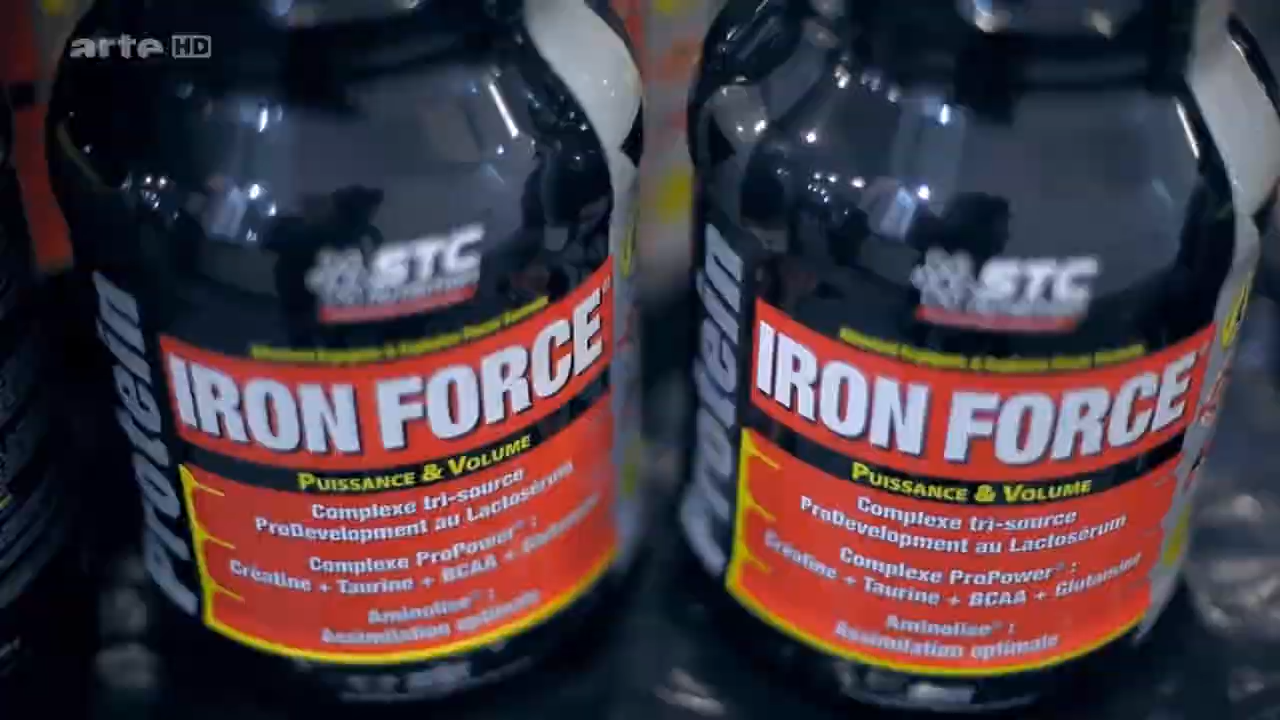 arte HD
STC
NUTRITION
IRON FORCE
PUISSANCE & VOLUME
Complexe tri-source
ProDevelopment au Lactosérum
Complexe ProPower® :
Créatine + Taurine + BCAA + Glutamine
Aminolise® :
Assimilation optimale
Protein
STC
IRON FORCE
PUISSANCE & VOLUME
Complexe tri-source
ProDevelopment au Lactosérum
Complexe ProPower® :
Créatine + Taurine + BCAA + Glutamine
Aminolise® :
Assimilation optimale
Protein